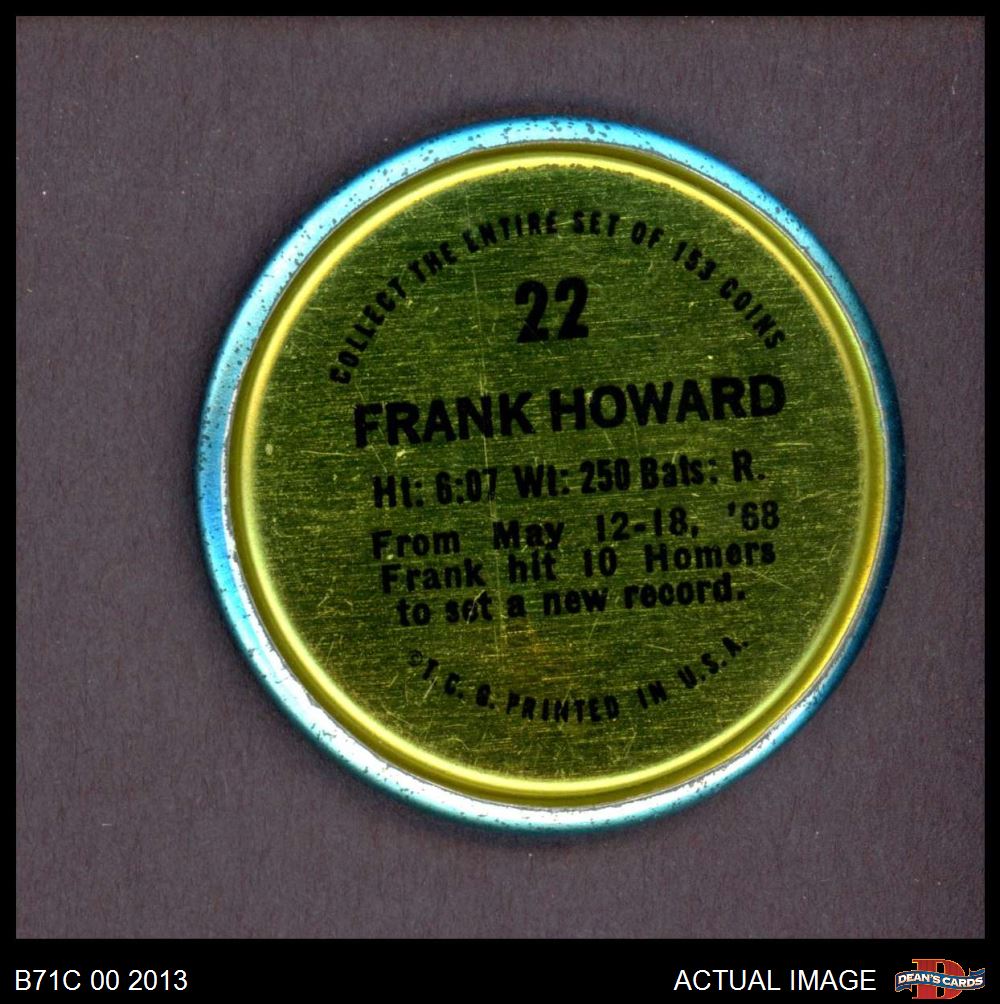 COLLECT THE ENTIRE SET OF 153 COINS
22
FRANK HOWARD
Ht: 6:07 Wt: 250 Bats: R.
From May 12-18, '68
Frank hit 10 Homers
to set a new record.
©T. C. G. PRINTED IN U.S.A.
B71C 00 2013
ACTUAL IMAGE
DEAN'S CARDS